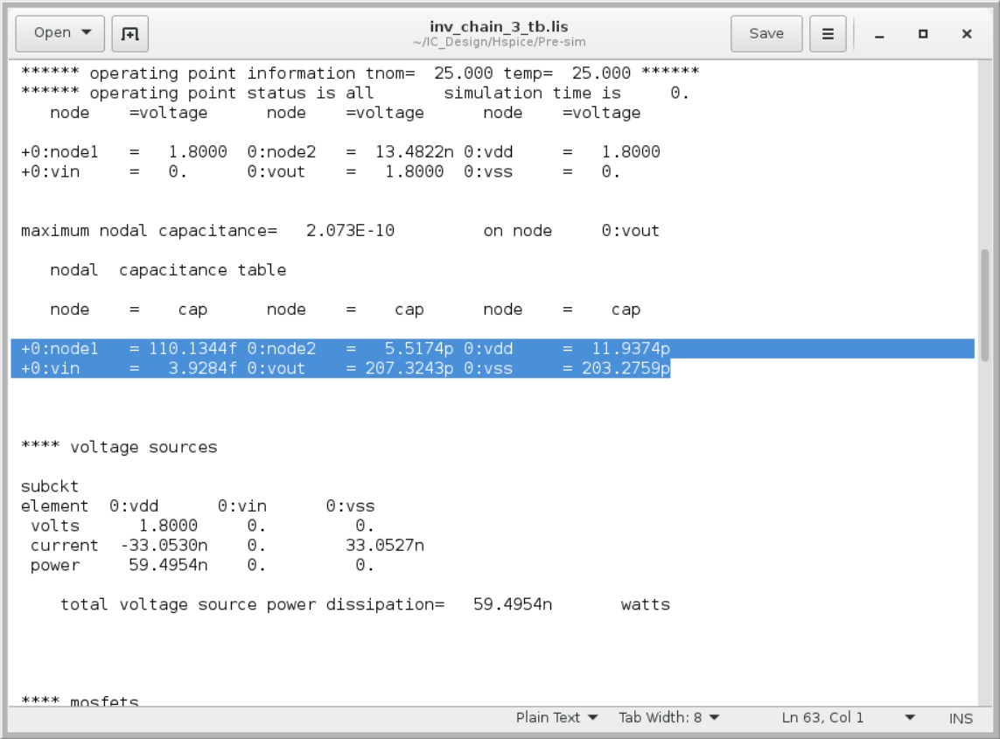 Open
inv_chain_3_tb.lis
~/IC_Design/Hspice/Pre-sim
Save
****** operating point information tnom=  25.000 temp=  25.000 ******
****** operating point status is all       simulation time is     0.
   node    =voltage      node    =voltage      node    =voltage
+0:node1   =   1.8000  0:node2   =  13.4822n 0:vdd     =   1.8000
+0:vin     =   0.      0:vout    =   1.8000  0:vss     =   0.
maximum nodal capacitance=   2.073E-10         on node     0:vout
   nodal  capacitance table
   node    =    cap      node    =    cap      node    =    cap
+0:node1   = 110.1344f 0:node2   =   5.5174p 0:vdd     =  11.9374p
+0:vin     =   3.9284f 0:vout    = 207.3243p 0:vss     = 203.2759p
**** voltage sources
subckt
element  0:vdd      0:vin      0:vss
 volts      1.8000     0.         0.
 current  -33.0530n    0.        33.0527n
 power     59.4954n    0.         0.
    total voltage source power dissipation=   59.4954n       watts
**** mosfets
Plain Text  Tab Width: 8  Ln 63, Col 1  INS